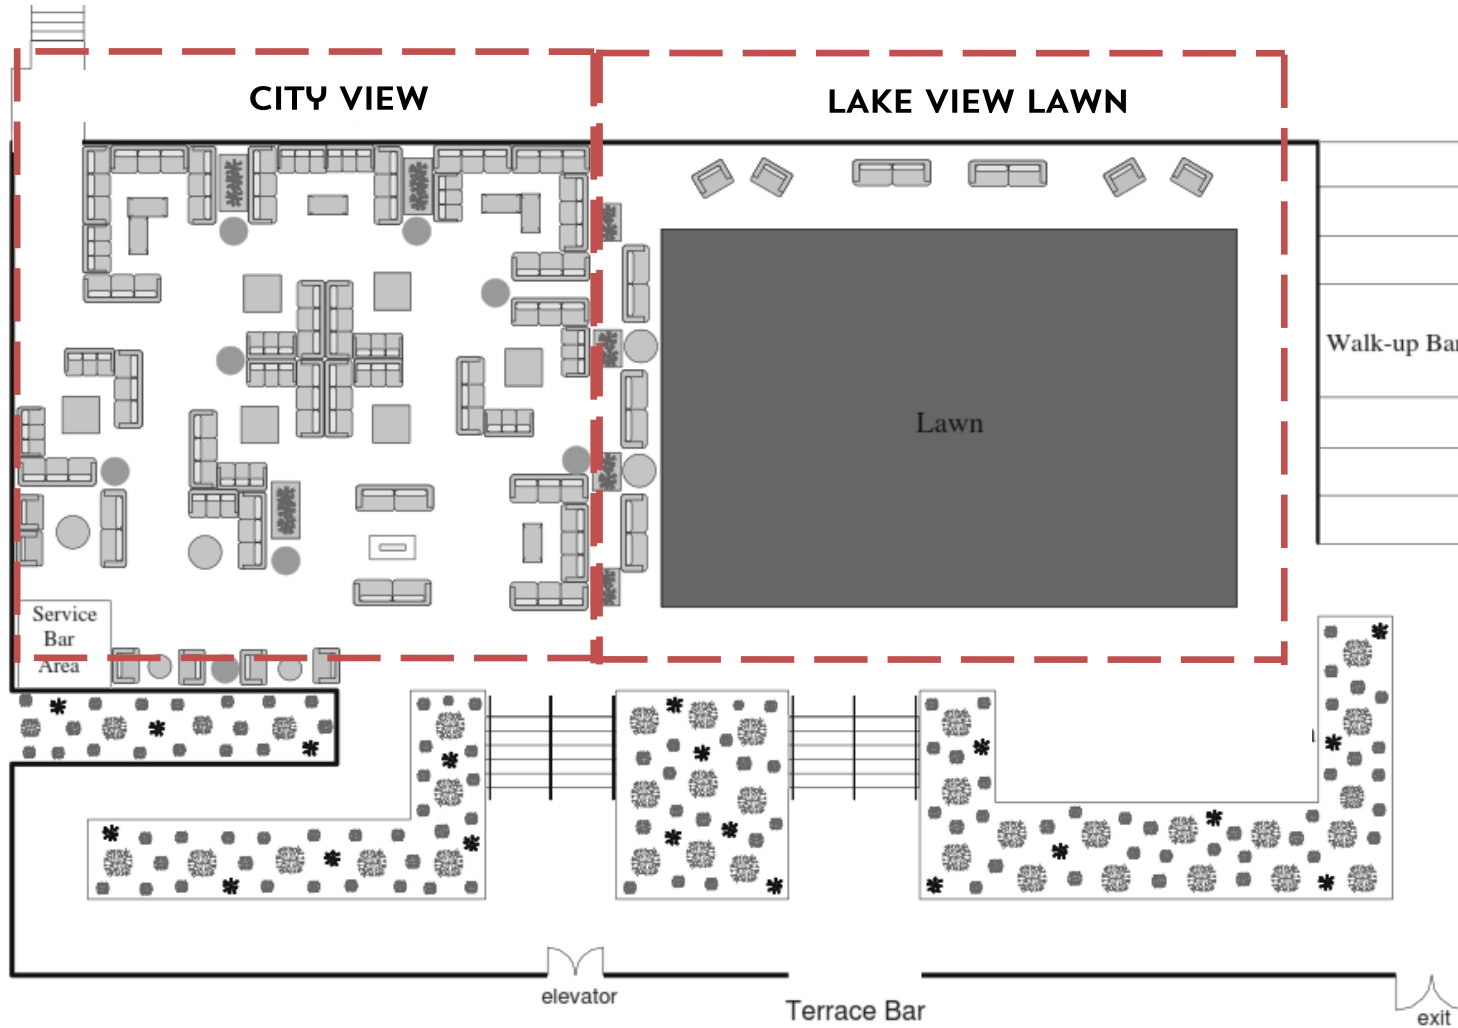 CITY VIEW
LAKE VIEW LAWN
Walk-up Bar
Lawn
Service
Bar
Area
elevator
Terrace Bar
exit